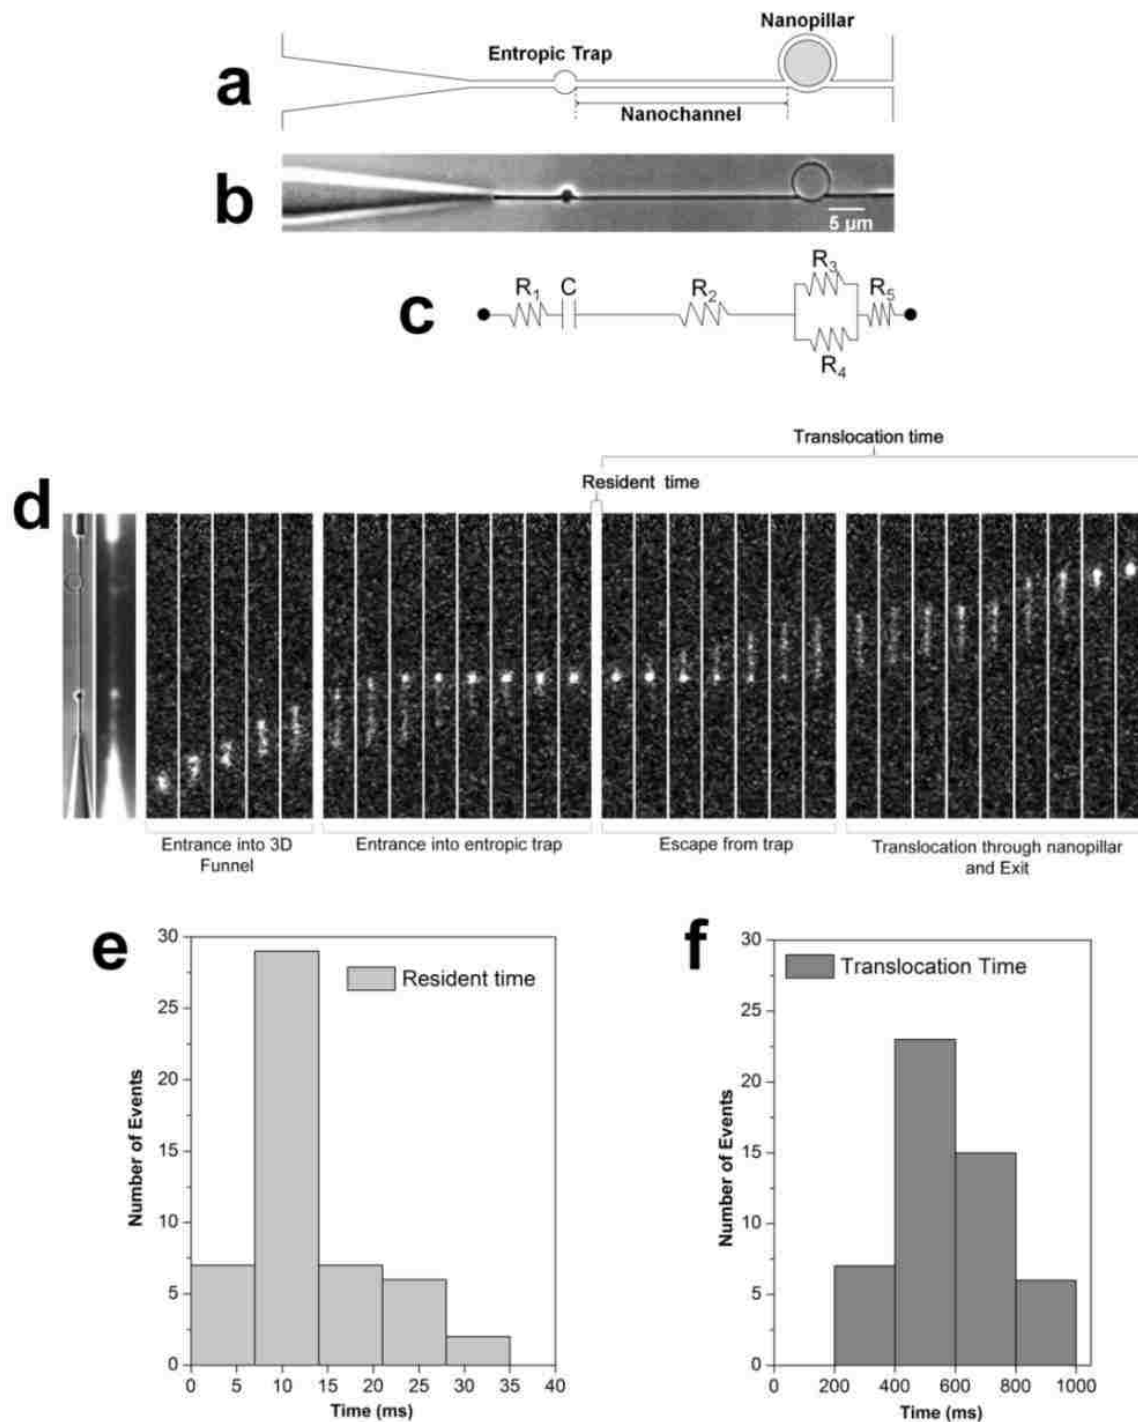 Nanopillar
Entropic Trap
a
Nanochannel
b
5 µm
c
R1 C R2 R3 R5
R4
Translocation time
d
Resident time
Entrance into 3D
Funnel
Entrance into entropic trap
Escape from trap
Translocation through nanopillar
and Exit
e
30
25
20
15
10
5
0
Number of Events
Resident time
0 5 10 15 20 25 30 35 40
Time (ms)
f
30
25
20
15
10
5
0
Number of Events
Translocation Time
0 200 400 600 800 1000
Time (ms)